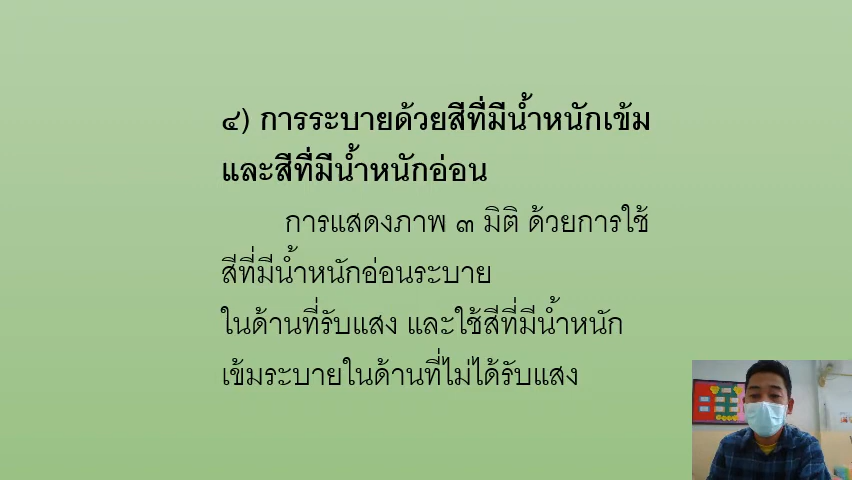 ๔) การระบายด้วยสีที่มีน้ำหนักเข้ม
และสีที่มีน้ำหนักอ่อน
การแสดงภาพ ๓ มิติ ด้วยการใช้
สีที่มีน้ำหนักอ่อนระบาย
ในด้านที่รับแสง และใช้สีที่มีน้ำหนัก
เข้มระบายในด้านที่ไม่ได้รับแสง